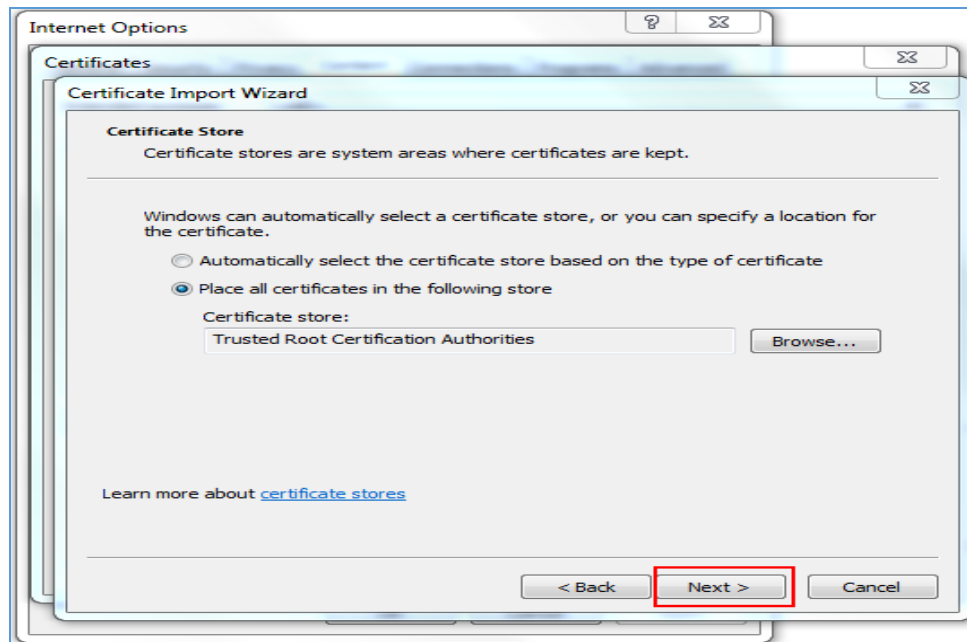 Internet Options
Certificates
Certificate Import Wizard
Certificate Store
Certificate stores are system areas where certificates are kept.
Windows can automatically select a certificate store, or you can specify a location for
the certificate.
Automatically select the certificate store based on the type of certificate
Place all certificates in the following store
Certificate store:
Trusted Root Certification Authorities
Browse...
Learn more about certificate stores
< Back
Next >
Cancel